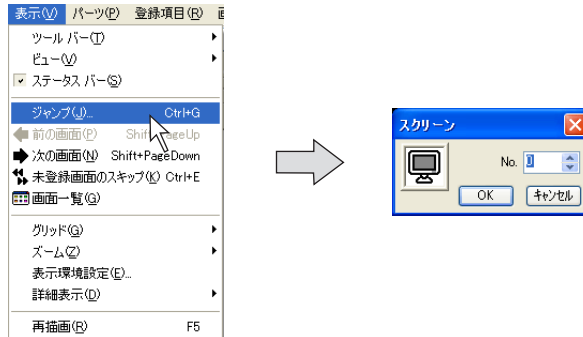 表示(V) パーツ(P) 登録項目(R)
ツール バー(T)
ビュー(V)
ステータス バー(S)
ジャンプ(J)... Ctrl+G
前の画面(P) Shift+PageUp
次の画面(N) Shift+PageDown
未登録画面のスキップ(K) Ctrl+E
画面一覧(G)
グリッド(G)
ズーム(Z)
表示環境設定(E)...
詳細表示(D)
再描画(R) F5
スクリーン
No. 0
OK キャンセル